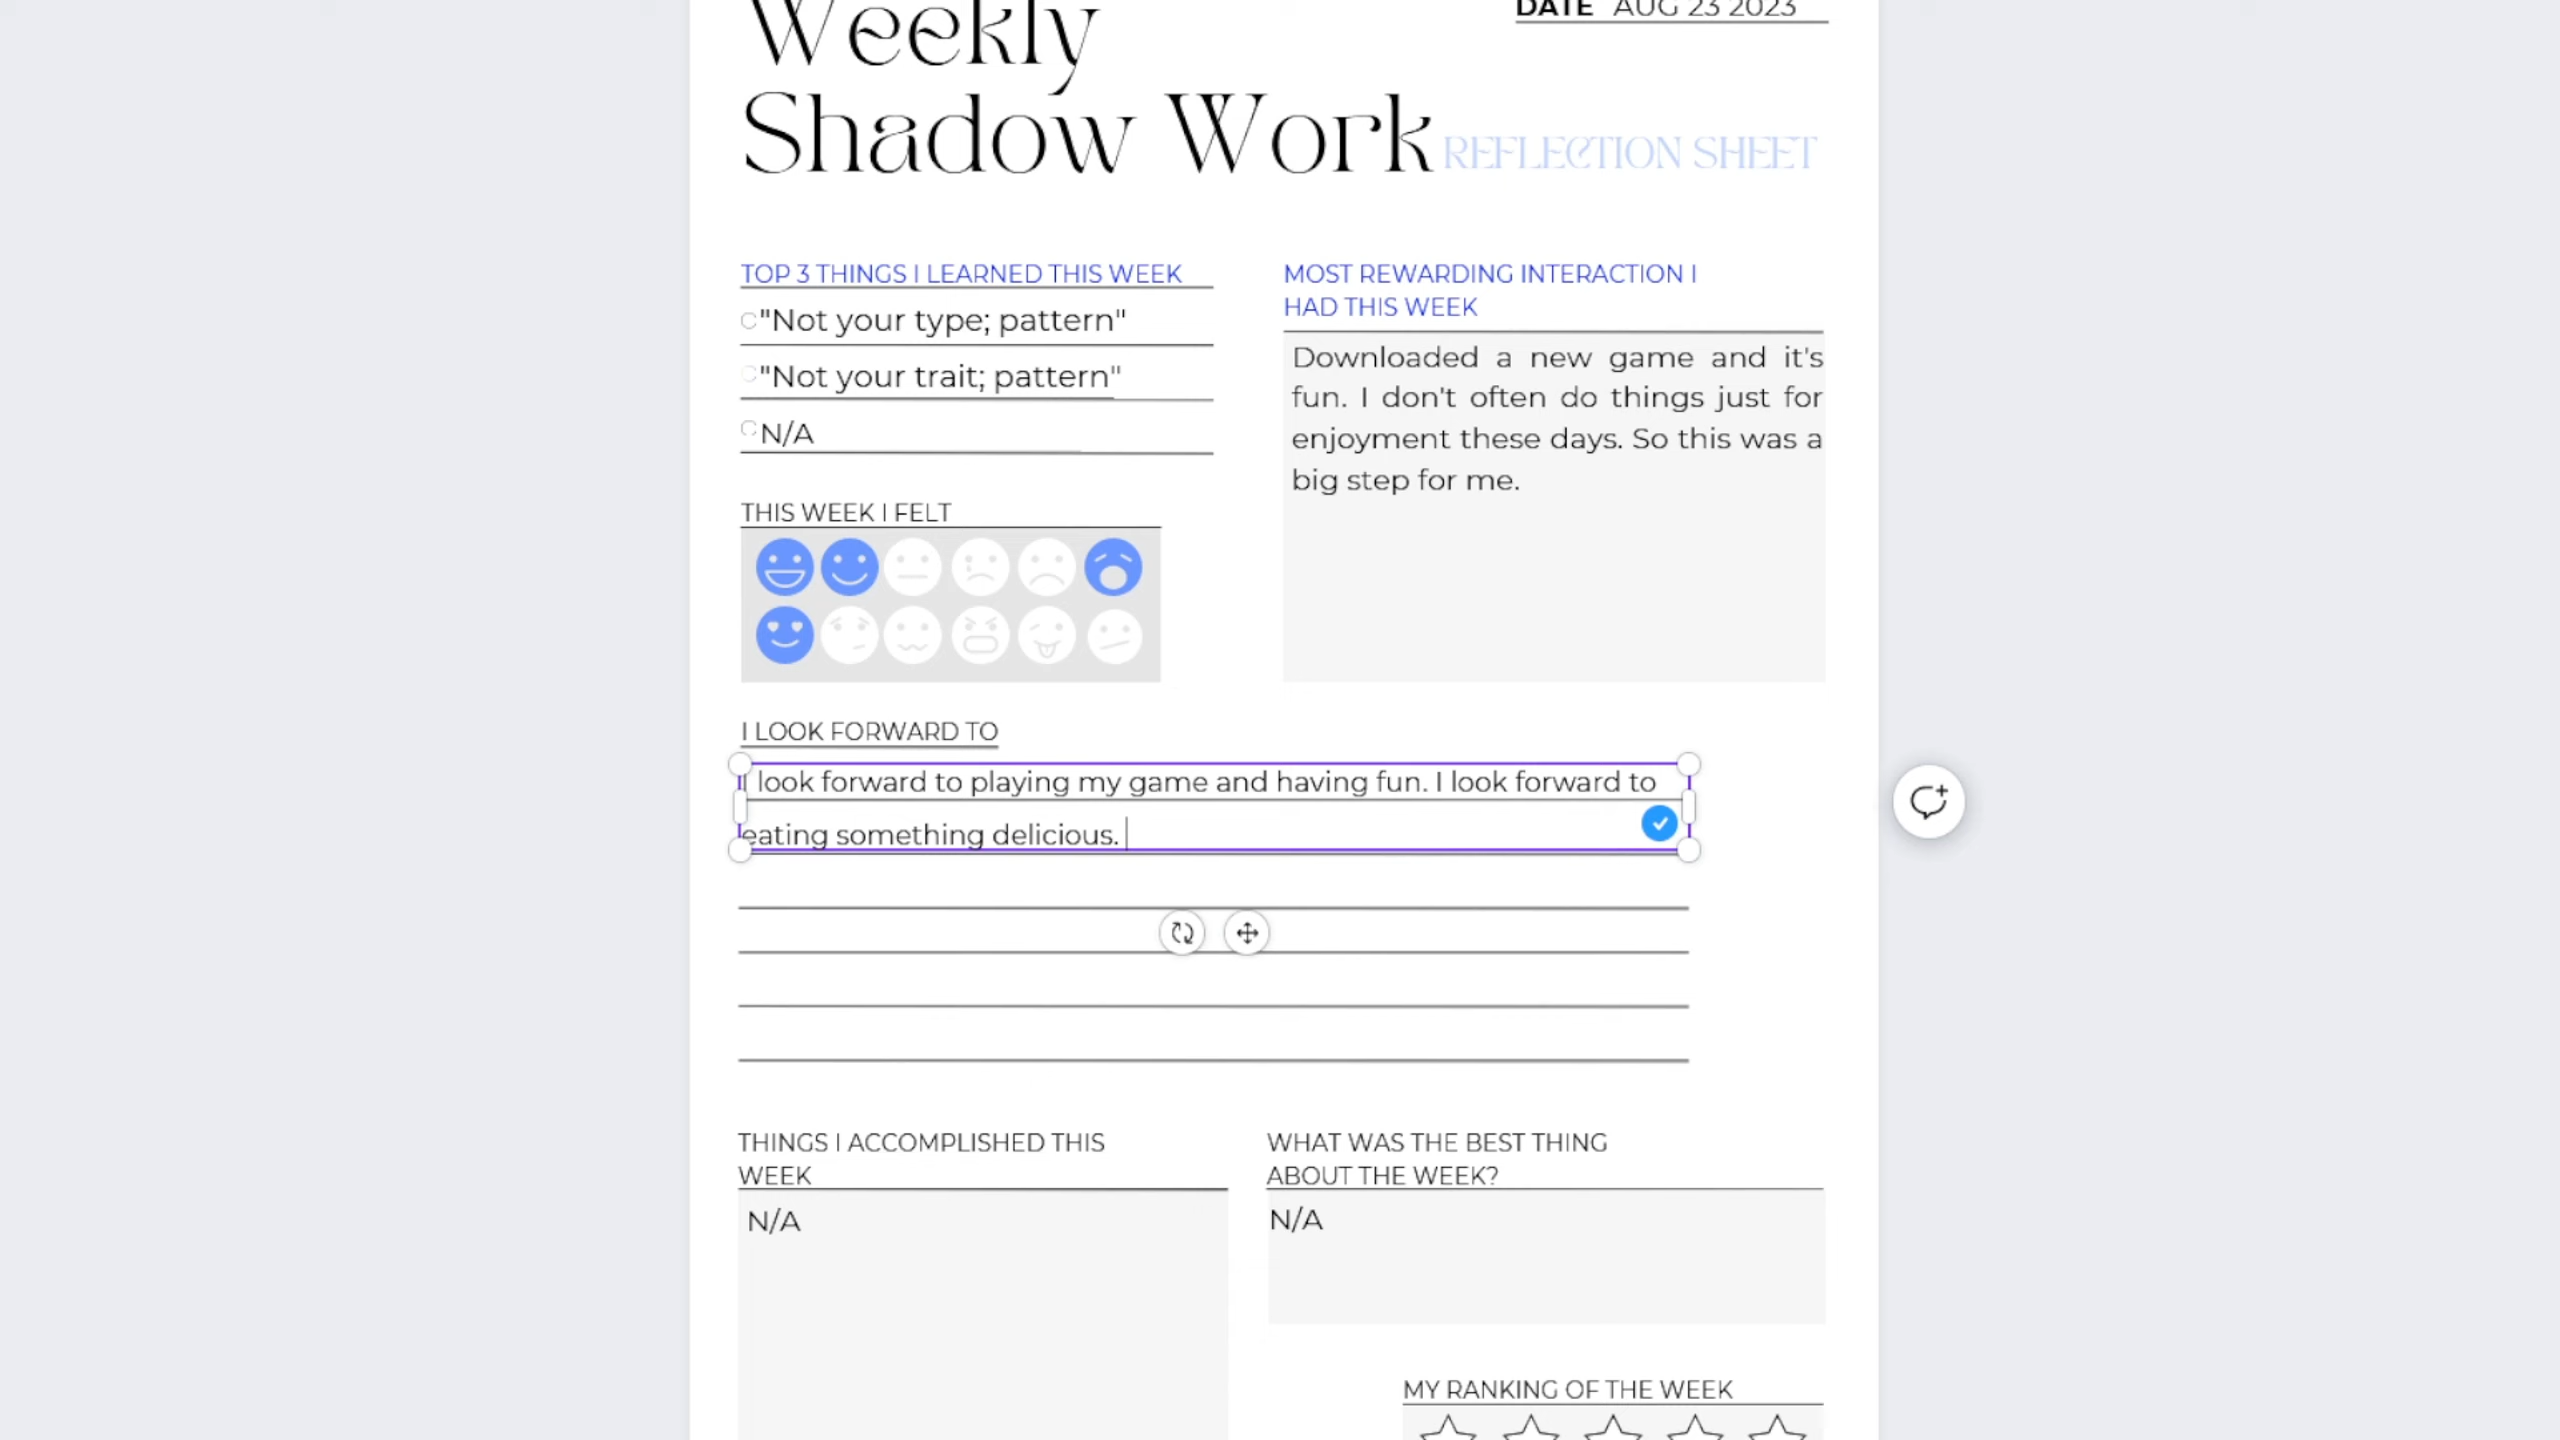 Weekly
DATE AUG 23 2023
Shadow Work REFLECTION SHEET
TOP 3 THINGS I LEARNED THIS WEEK
"Not your type; pattern"
"Not your trait; pattern"
N/A
MOST REWARDING INTERACTION I
HAD THIS WEEK
Downloaded a new game and it's
fun. I don't often do things just for
enjoyment these days. So this was a
big step for me.
THIS WEEK I FELT
I LOOK FORWARD TO
I look forward to playing my game and having fun. I look forward to
eating something delicious.
THINGS I ACCOMPLISHED THIS
WEEK
N/A
WHAT WAS THE BEST THING
ABOUT THE WEEK?
N/A
MY RANKING OF THE WEEK